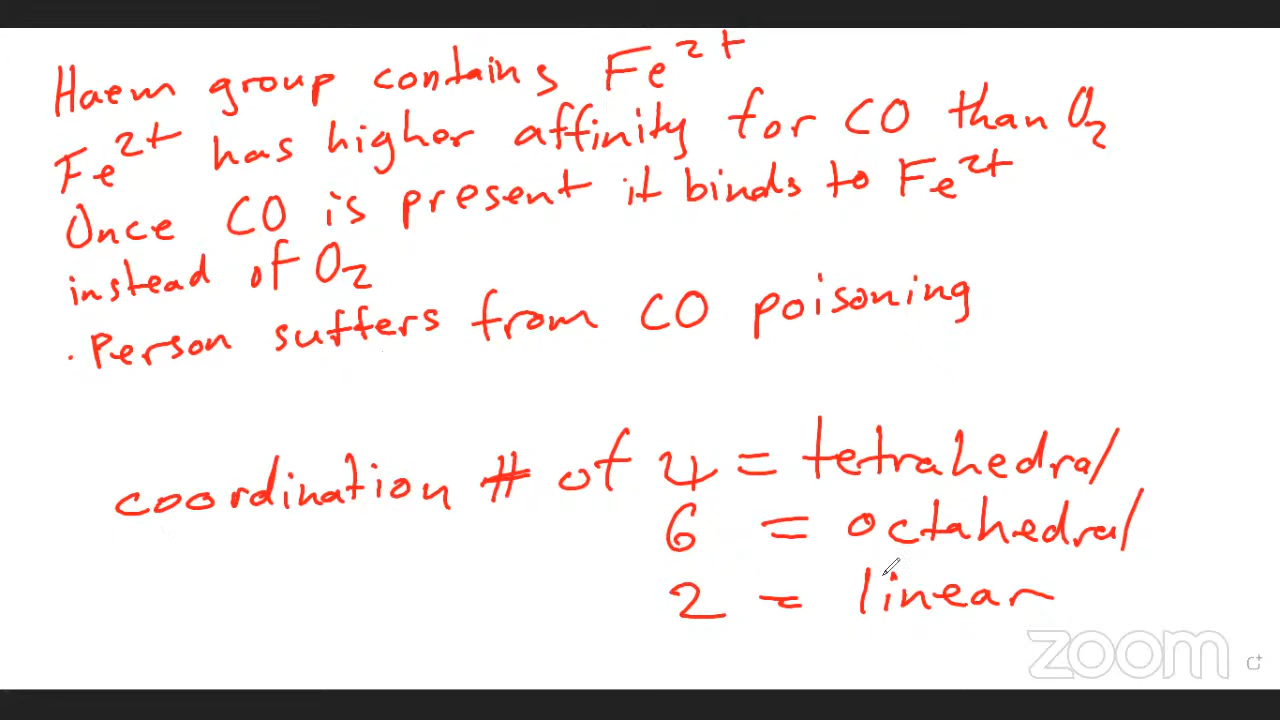 Haem group contains Fe²⁺
Fe²⁺ has higher affinity for CO than O₂
Once CO is present it binds to Fe²⁺
instead of O₂
· Person suffers from CO poisoning
coordination # of 4 = tetrahedral
6 = octahedral
2 = linear
zoom